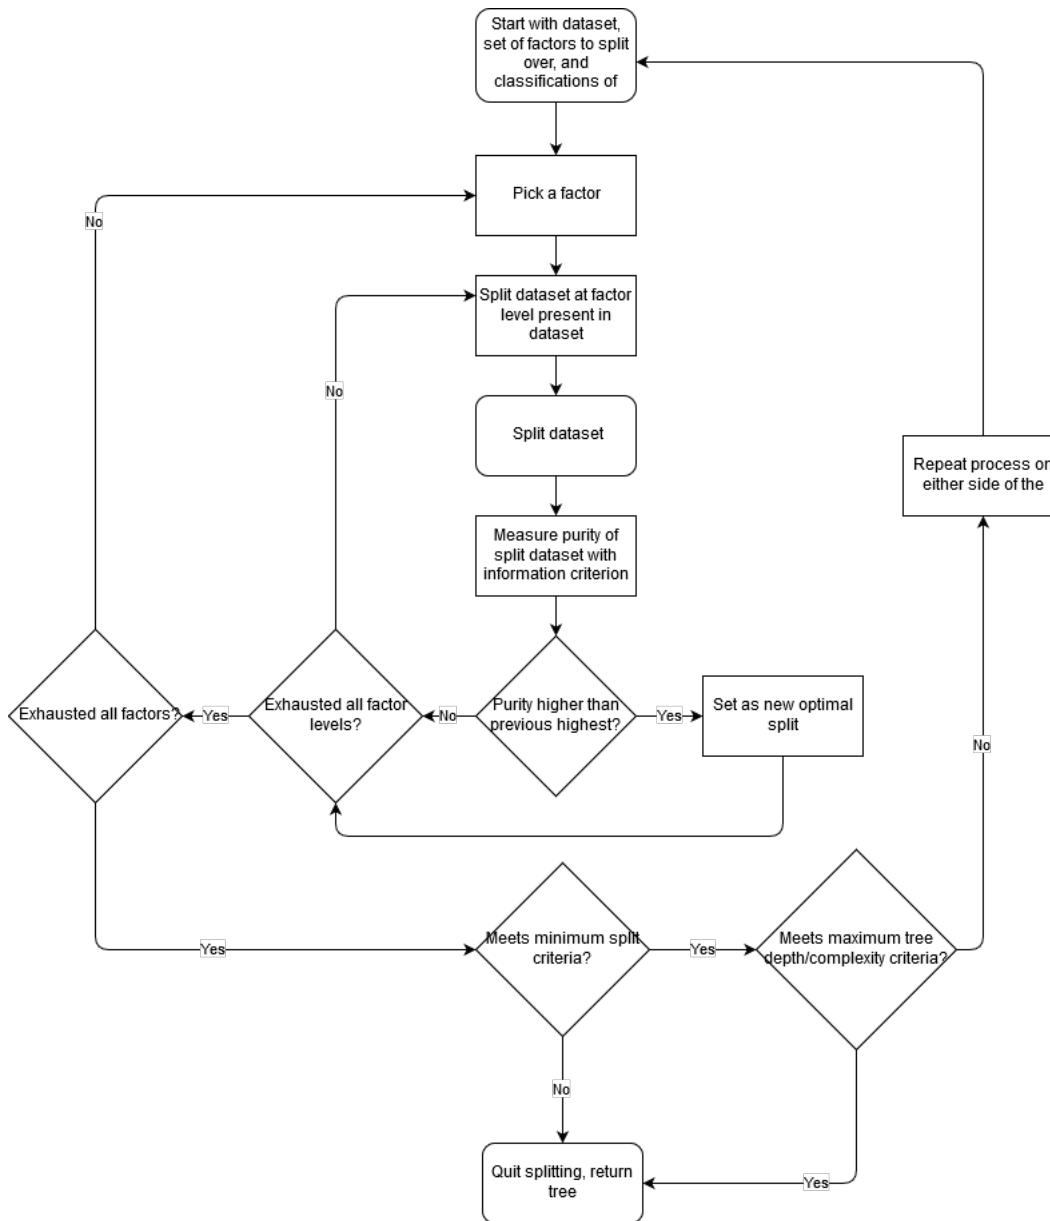 Start with dataset,
set of factors to split
over, and
classifications of
Pick a factor
No
Split dataset at factor
level present in
dataset
No
Split dataset
Repeat process on
either side of the
Measure purity of
split dataset with
information criterion
Exhausted all factors?
Yes
Exhausted all factor
levels?
No
Purity higher than
previous highest?
Yes
Set as new optimal
split
No
Yes
Meets minimum split
criteria?
Yes
Meets maximum tree
depth/complexity criteria?
No
Quit splitting, return
tree
Yes